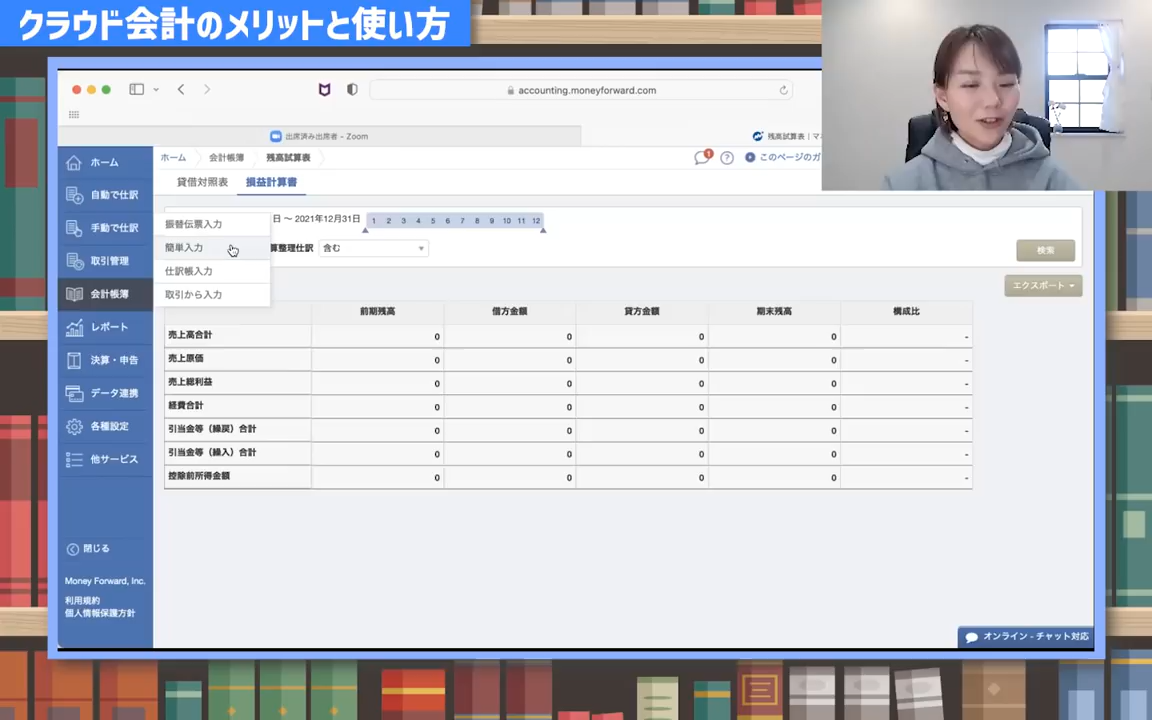 クラウド会計のメリットと使い方
accounting.moneyforward.com
出席済み出席者 – Zoom
残高試算表 | マネ
ホーム
自動で仕訳
手動で仕訳
取引管理
会計帳簿
レポート
決算・申告
データ連携
各種設定
他サービス
閉じる
Money Forward, Inc.
利用規約
個人情報保護方針
ホーム 会計帳簿 残高試算表
1 このページのガ
貸借対照表 損益計算書
日 〜 2021年12月31日 1 2 3 4 5 6 7 8 9 10 11 12
振替伝票入力
簡単入力
仕訳帳入力
取引から入力
算整理仕訳 含む
検索
エクスポート
前期残高 借方金額 貸方金額 期末残高 構成比
売上高合計 0 0 0 0 -
売上原価 0 0 0 0 -
売上総利益 0 0 0 0 -
経費合計 0 0 0 0 -
引当金等（繰戻）合計 0 0 0 0 -
引当金等（繰入）合計 0 0 0 0 -
控除前所得金額 0 0 0 0 -
オンライン - チャット対応